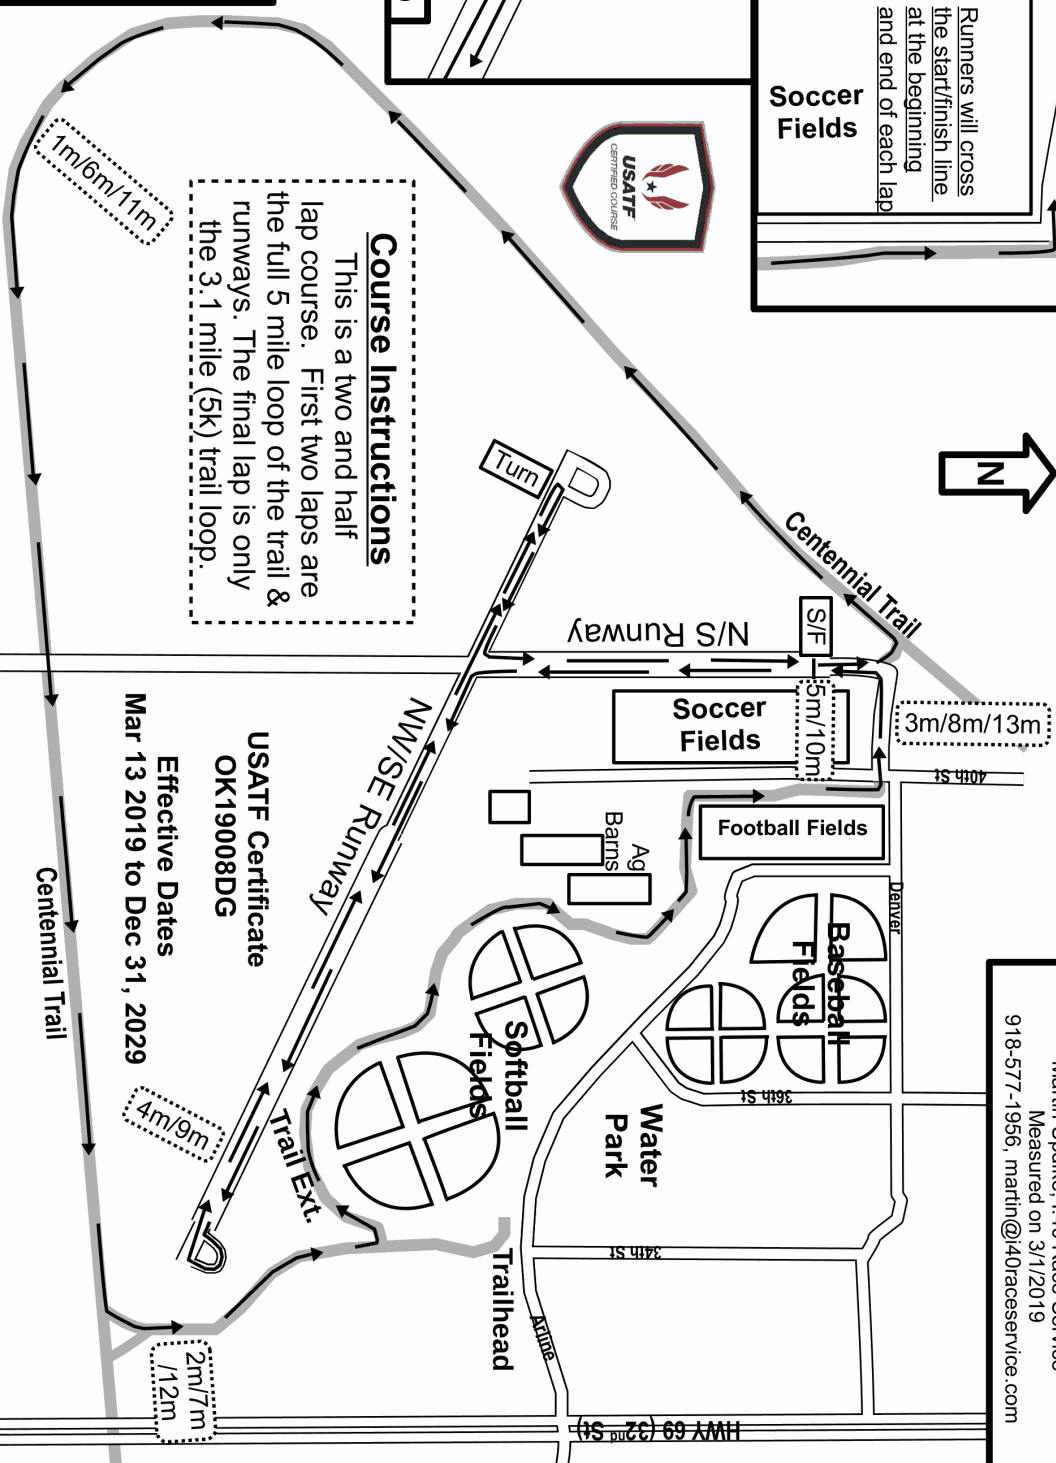 Runners will cross
the start/finish line
at the beginning
and end of each lap
Soccer
Fields
USATF
CERTIFIED COURSE
N
1m/6m/11m
Course Instructions
This is a two and half
lap course. First two laps are
the full 5 mile loop of the trail &
runways. The final lap is only
the 3.1 mile (5k) trail loop.
Turn
Centennial Trail
S/F
N/S Runway
5m/10m
3m/8m/13m
Soccer
Fields
40th St
Football Fields
Ag
Barns
Denver
Baseball
Fields
NW/SE Runway
USATF Certificate
OK19008DG
Effective Dates
Mar 13 2019 to Dec 31, 2029
Centennial Trail
Softball
Fields
36th St
Water
Park
4m/9m
Trail Ext.
34th St
Trailhead
Arline
2m/7m
/12m
HWY 69 (32nd St)
Measured on 3/1/2019
918-577-1956, martin@i40raceservice.com